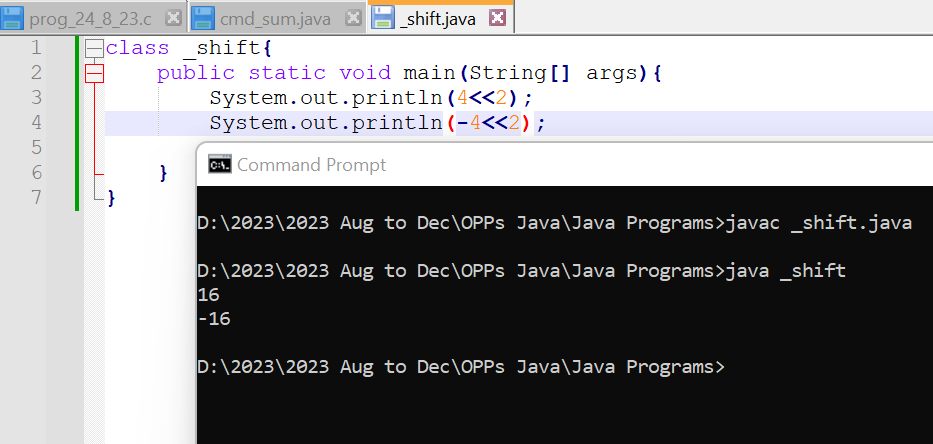 prog_24_8_23.c cmd_sum.java _shift.java
1 class _shift{
2 public static void main(String[] args){
3 System.out.println(4<<2);
4 System.out.println(-4<<2);
5
6 }
7 }
Command Prompt
D:\2023\2023 Aug to Dec\OPPs Java\Java Programs>javac _shift.java
D:\2023\2023 Aug to Dec\OPPs Java\Java Programs>java _shift
16
-16
D:\2023\2023 Aug to Dec\OPPs Java\Java Programs>